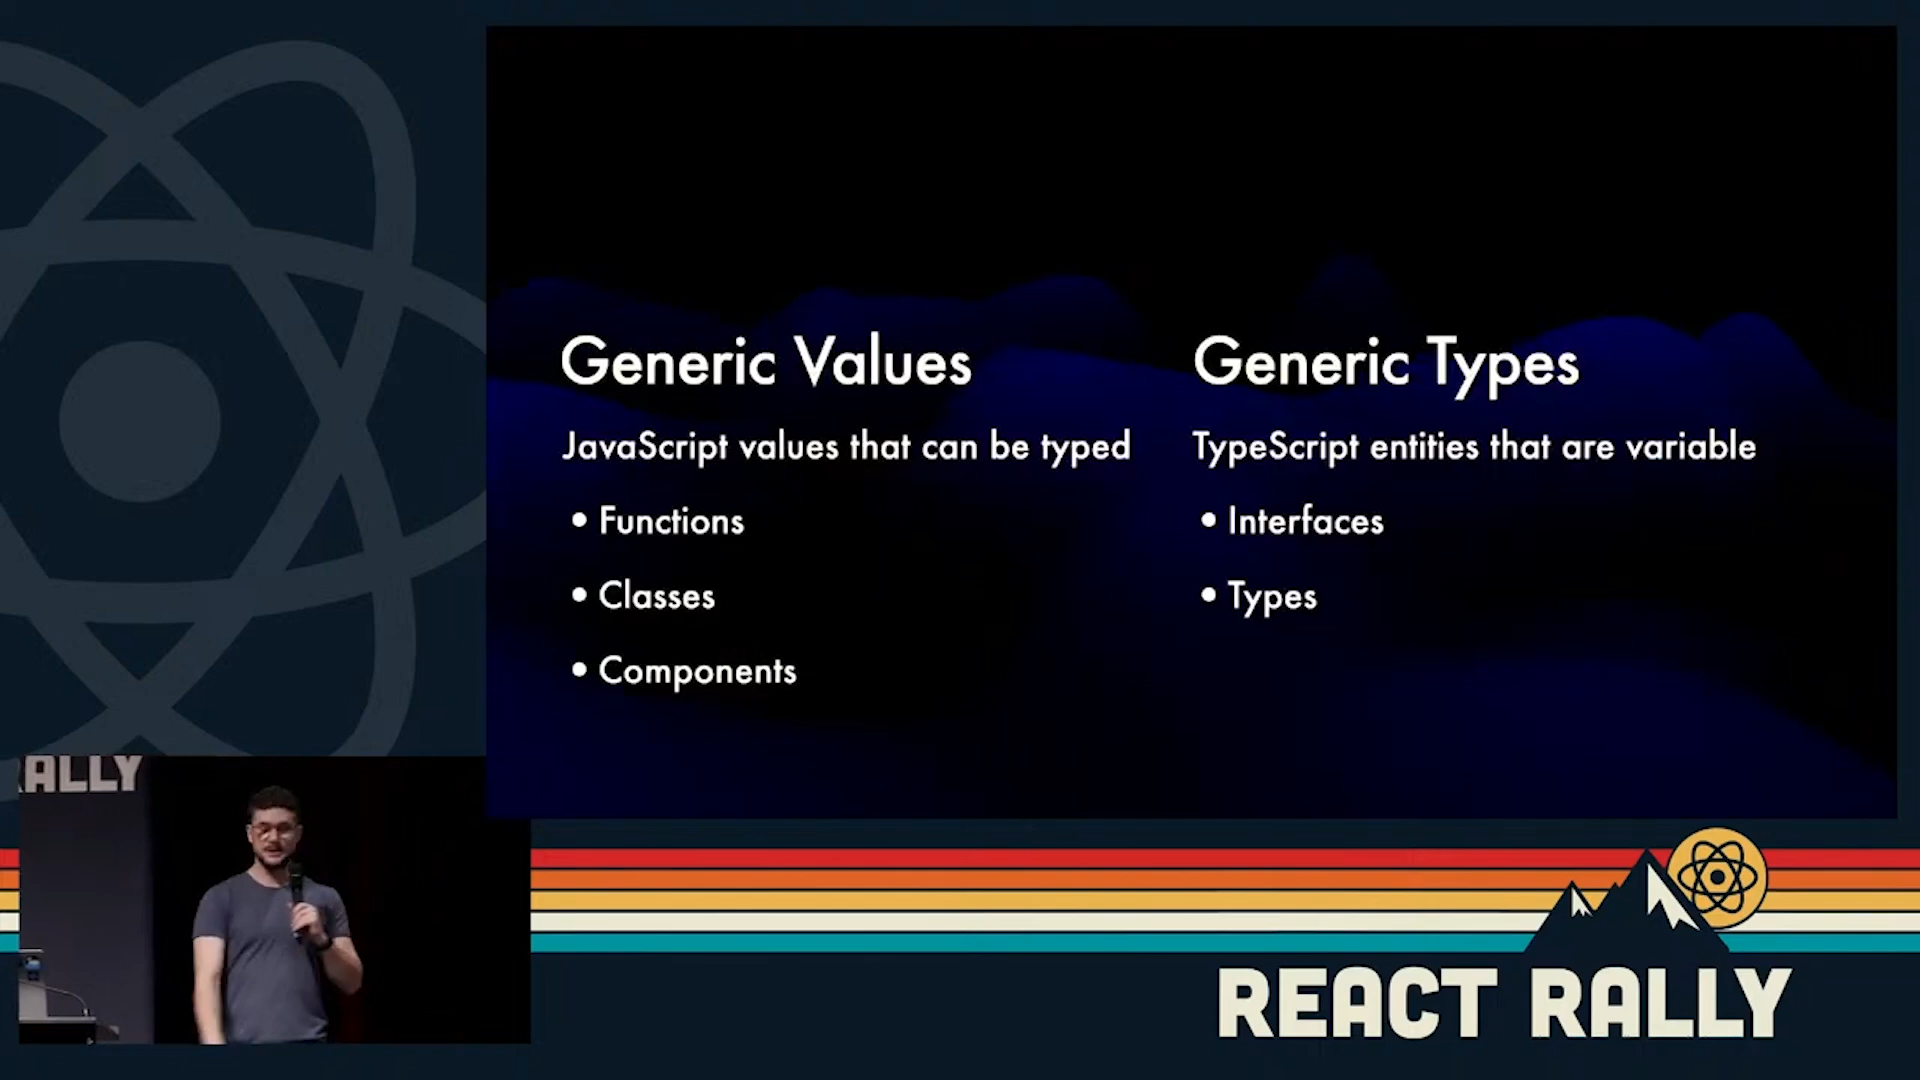 Generic Values
JavaScript values that can be typed
• Functions
• Classes
• Components
Generic Types
TypeScript entities that are variable
• Interfaces
• Types
RALLY
REACT RALLY